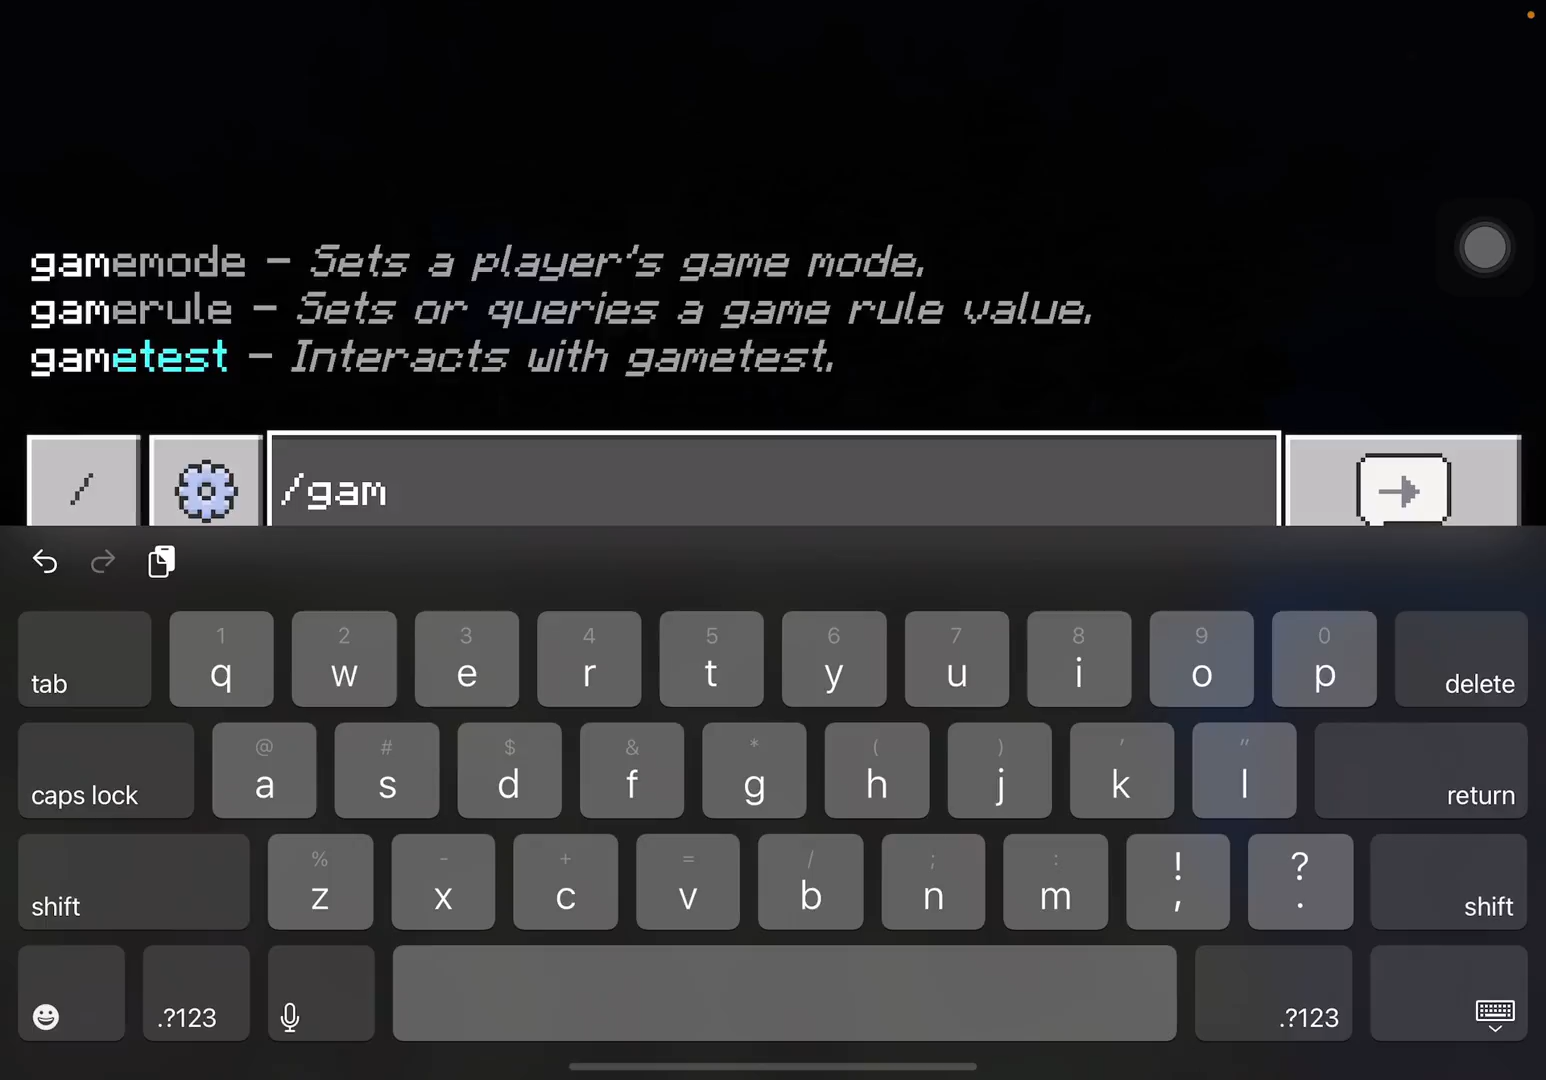 gamemode - Sets a player's game mode.
gamerule - Sets or queries a game rule value.
gametest - Interacts with gametest.
/ /gam
1 2 3 4 5 6 7 8 9 0
tab q w e r t y u i o p delete
@ # $ & * ( ) ' "
caps lock a s d f g h j k l return
% - + = / ; : ! ?
shift z x c v b n m , . shift
.?123 .?123